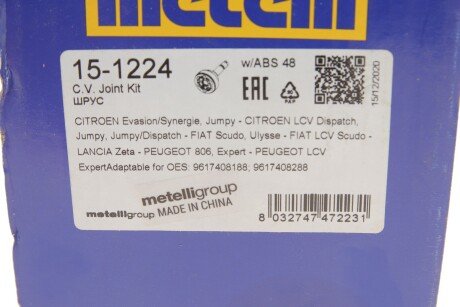 metelli
15-1224
w/ABS 48
C.V. Joint Kit
ШРУС
EAC
15/12/2020
CITROEN Evasion/Synergie, Jumpy - CITROEN LCV Dispatch,
Jumpy, Jumpy/Dispatch - FIAT Scudo, Ulysse - FIAT LCV Scudo -
LANCIA Zeta - PEUGEOT 806, Expert - PEUGEOT LCV
ExpertAdaptable for OES: 9617408188; 9617408288
metelligroup
metelligroup MADE IN CHINA
8 032747 472231